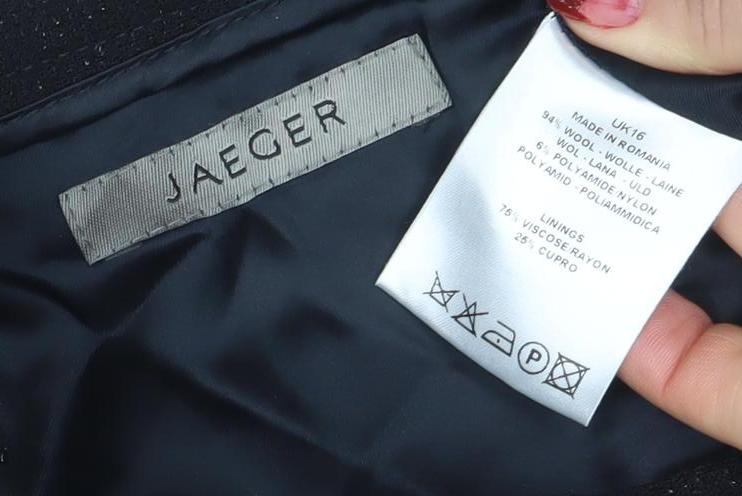 JAEGER
UK16
MADE IN ROMANIA
94% WOOL - WOLLE - LAINE
WOL - LANA - ULD
6% POLYAMIDE NYLON
POLYAMID - POLIAMMIDICA
LININGS
75% VISCOSE RAYON
25% CUPRO
P